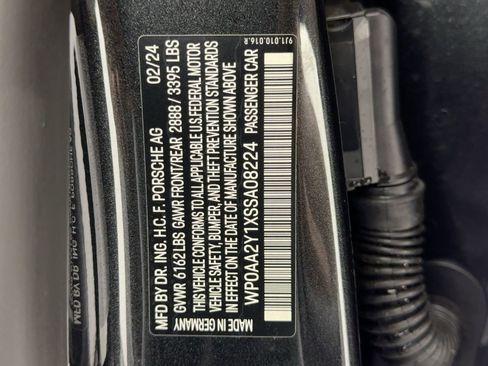 MFD BY DR. ING. H.C. F. PORSCHE AG 02/24
GVWR 6162 LBS GAWR FRONT/REAR 2888 / 3395 LBS
THIS VEHICLE CONFORMS TO ALL APPLICABLE U.S. FEDERAL MOTOR
VEHICLE SAFETY, BUMPER, AND THEFT PREVENTION STANDARDS
IN EFFECT ON THE DATE OF MANUFACTURE SHOWN ABOVE
WP0AA2Y1XSSA08224 PASSENGER CAR
MADE IN GERMANY
9J1.010.016.R